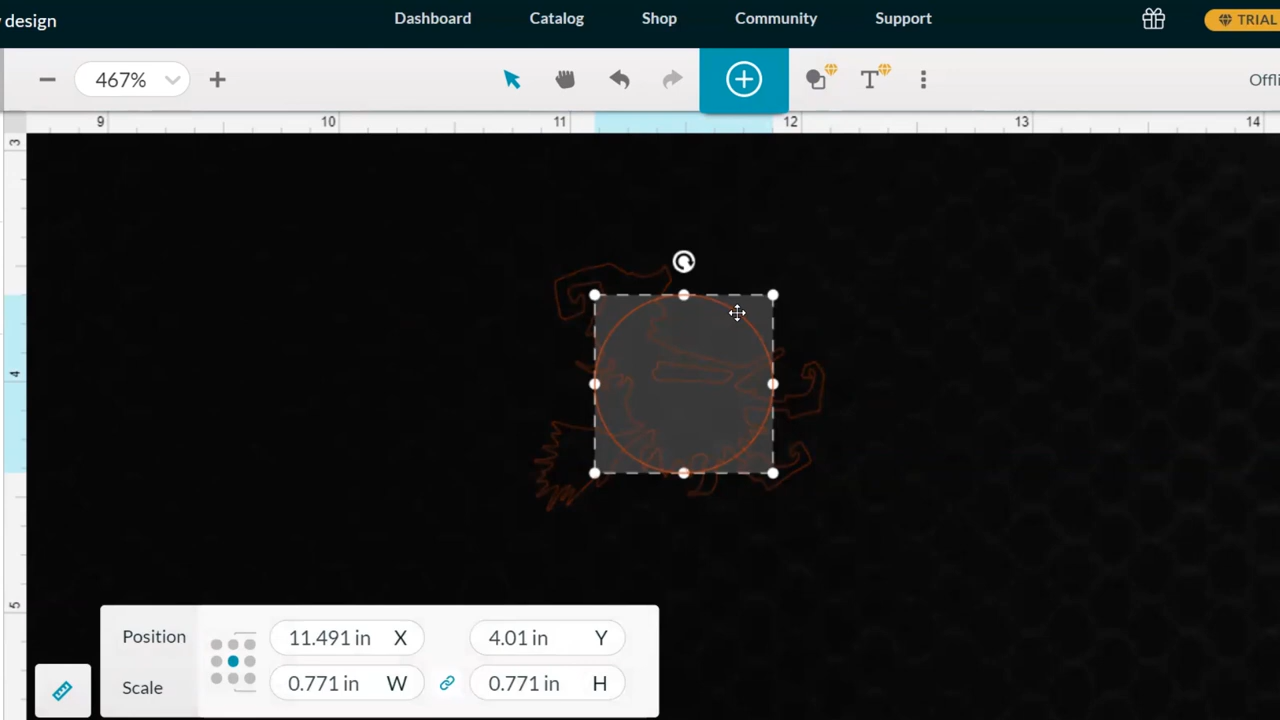 design
Dashboard
Catalog
Shop
Community
Support
TRIAL
467%
T
9
10
11
12
13
14
3
4
5
Position
11.491 in X
4.01 in Y
Scale
0.771 in W
0.771 in H